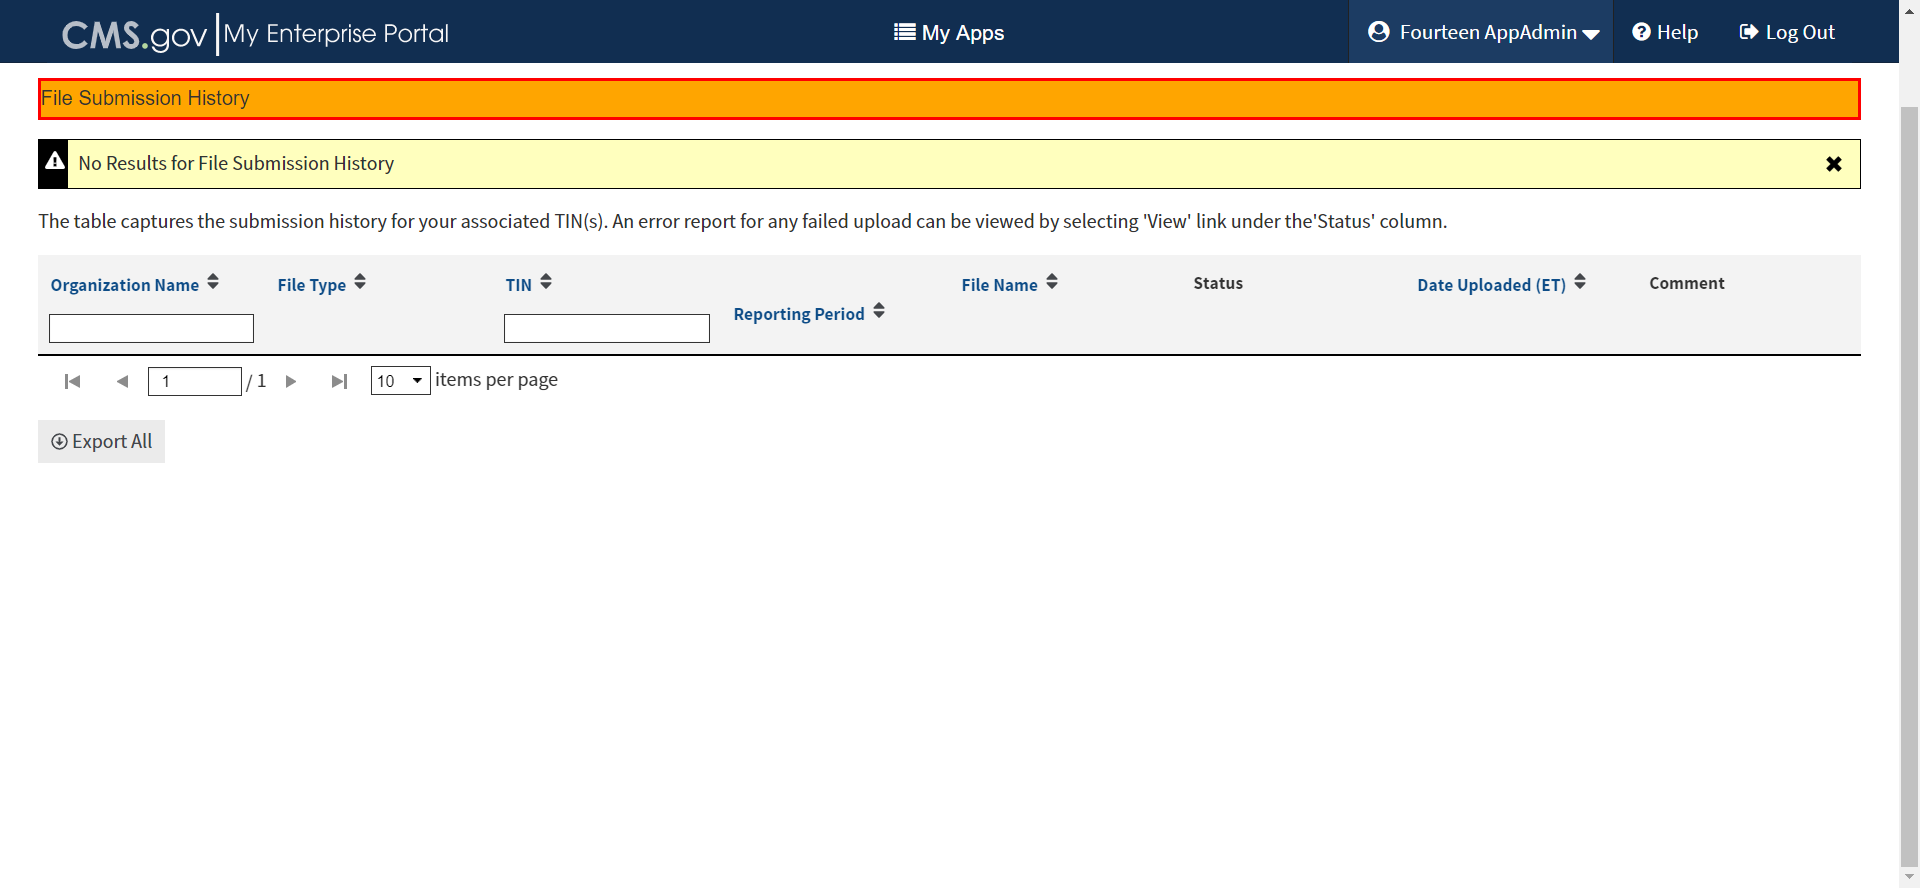 CMS.gov My Enterprise Portal
My Apps
Fourteen AppAdmin
Help
Log Out
File Submission History
No Results for File Submission History
The table captures the submission history for your associated TIN(s). An error report for any failed upload can be viewed by selecting 'View' link under the'Status' column.
Organization Name File Type TIN Reporting Period File Name Status Date Uploaded (ET) Comment
1 / 1 10 items per page
Export All